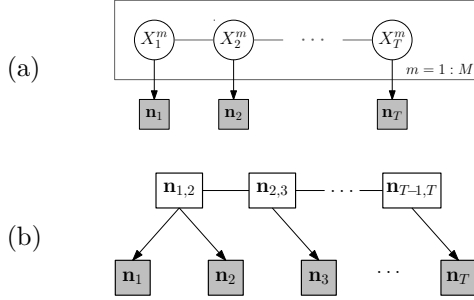 (a)
X_1^m X_2^m ··· X_T^m
m = 1 : M
n_1 n_2 n_T
(b)
n_{1,2} n_{2,3} ··· n_{T−1,T}
n_1 n_2 n_3 ··· n_T